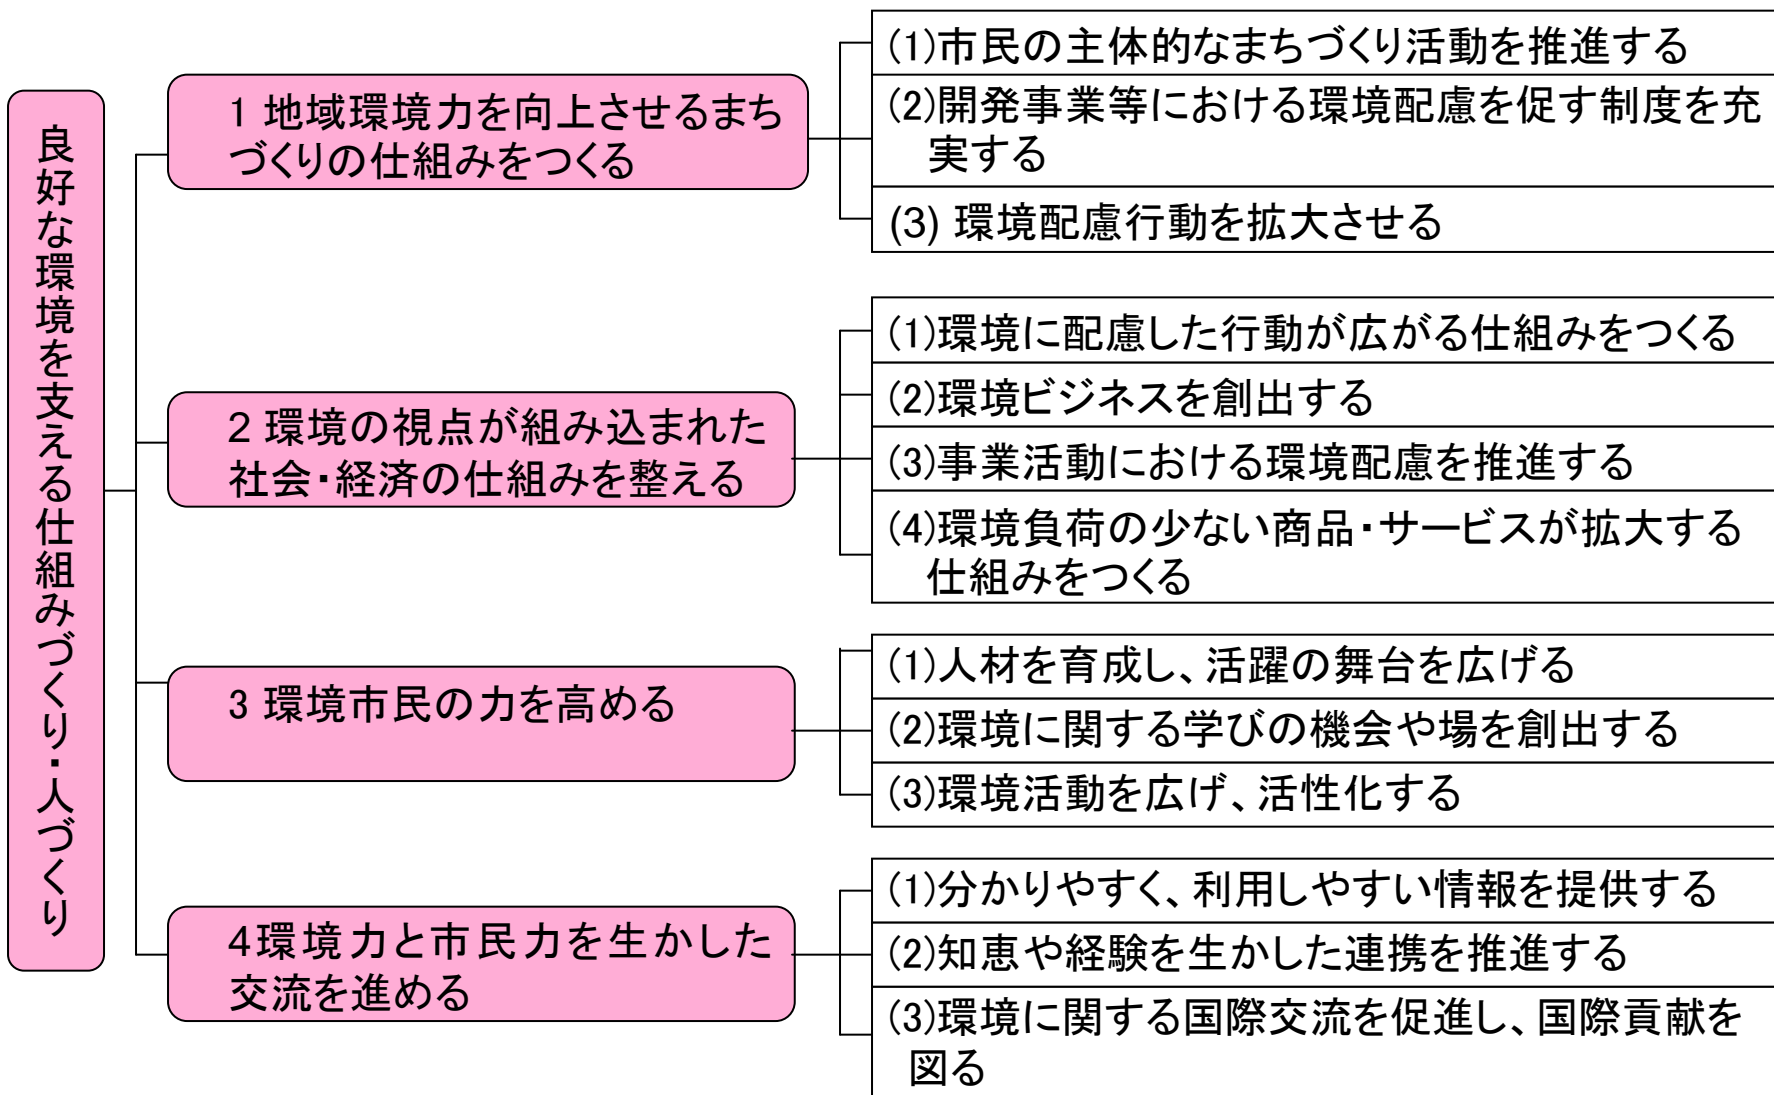 良好な環境を支える仕組みづくり・人づくり
1 地域環境力を向上させるまち
づくりの仕組みをつくる
(1)市民の主体的なまちづくり活動を推進する
(2)開発事業等における環境配慮を促す制度を充
実する
(3) 環境配慮行動を拡大させる
2 環境の視点が組み込まれた
社会・経済の仕組みを整える
(1)環境に配慮した行動が広がる仕組みをつくる
(2)環境ビジネスを創出する
(3)事業活動における環境配慮を推進する
(4)環境負荷の少ない商品・サービスが拡大する
仕組みをつくる
3 環境市民の力を高める
(1)人材を育成し、活躍の舞台を広げる
(2)環境に関する学びの機会や場を創出する
(3)環境活動を広げ、活性化する
4環境力と市民力を生かした
交流を進める
(1)分かりやすく、利用しやすい情報を提供する
(2)知恵や経験を生かした連携を推進する
(3)環境に関する国際交流を促進し、国際貢献を
図る